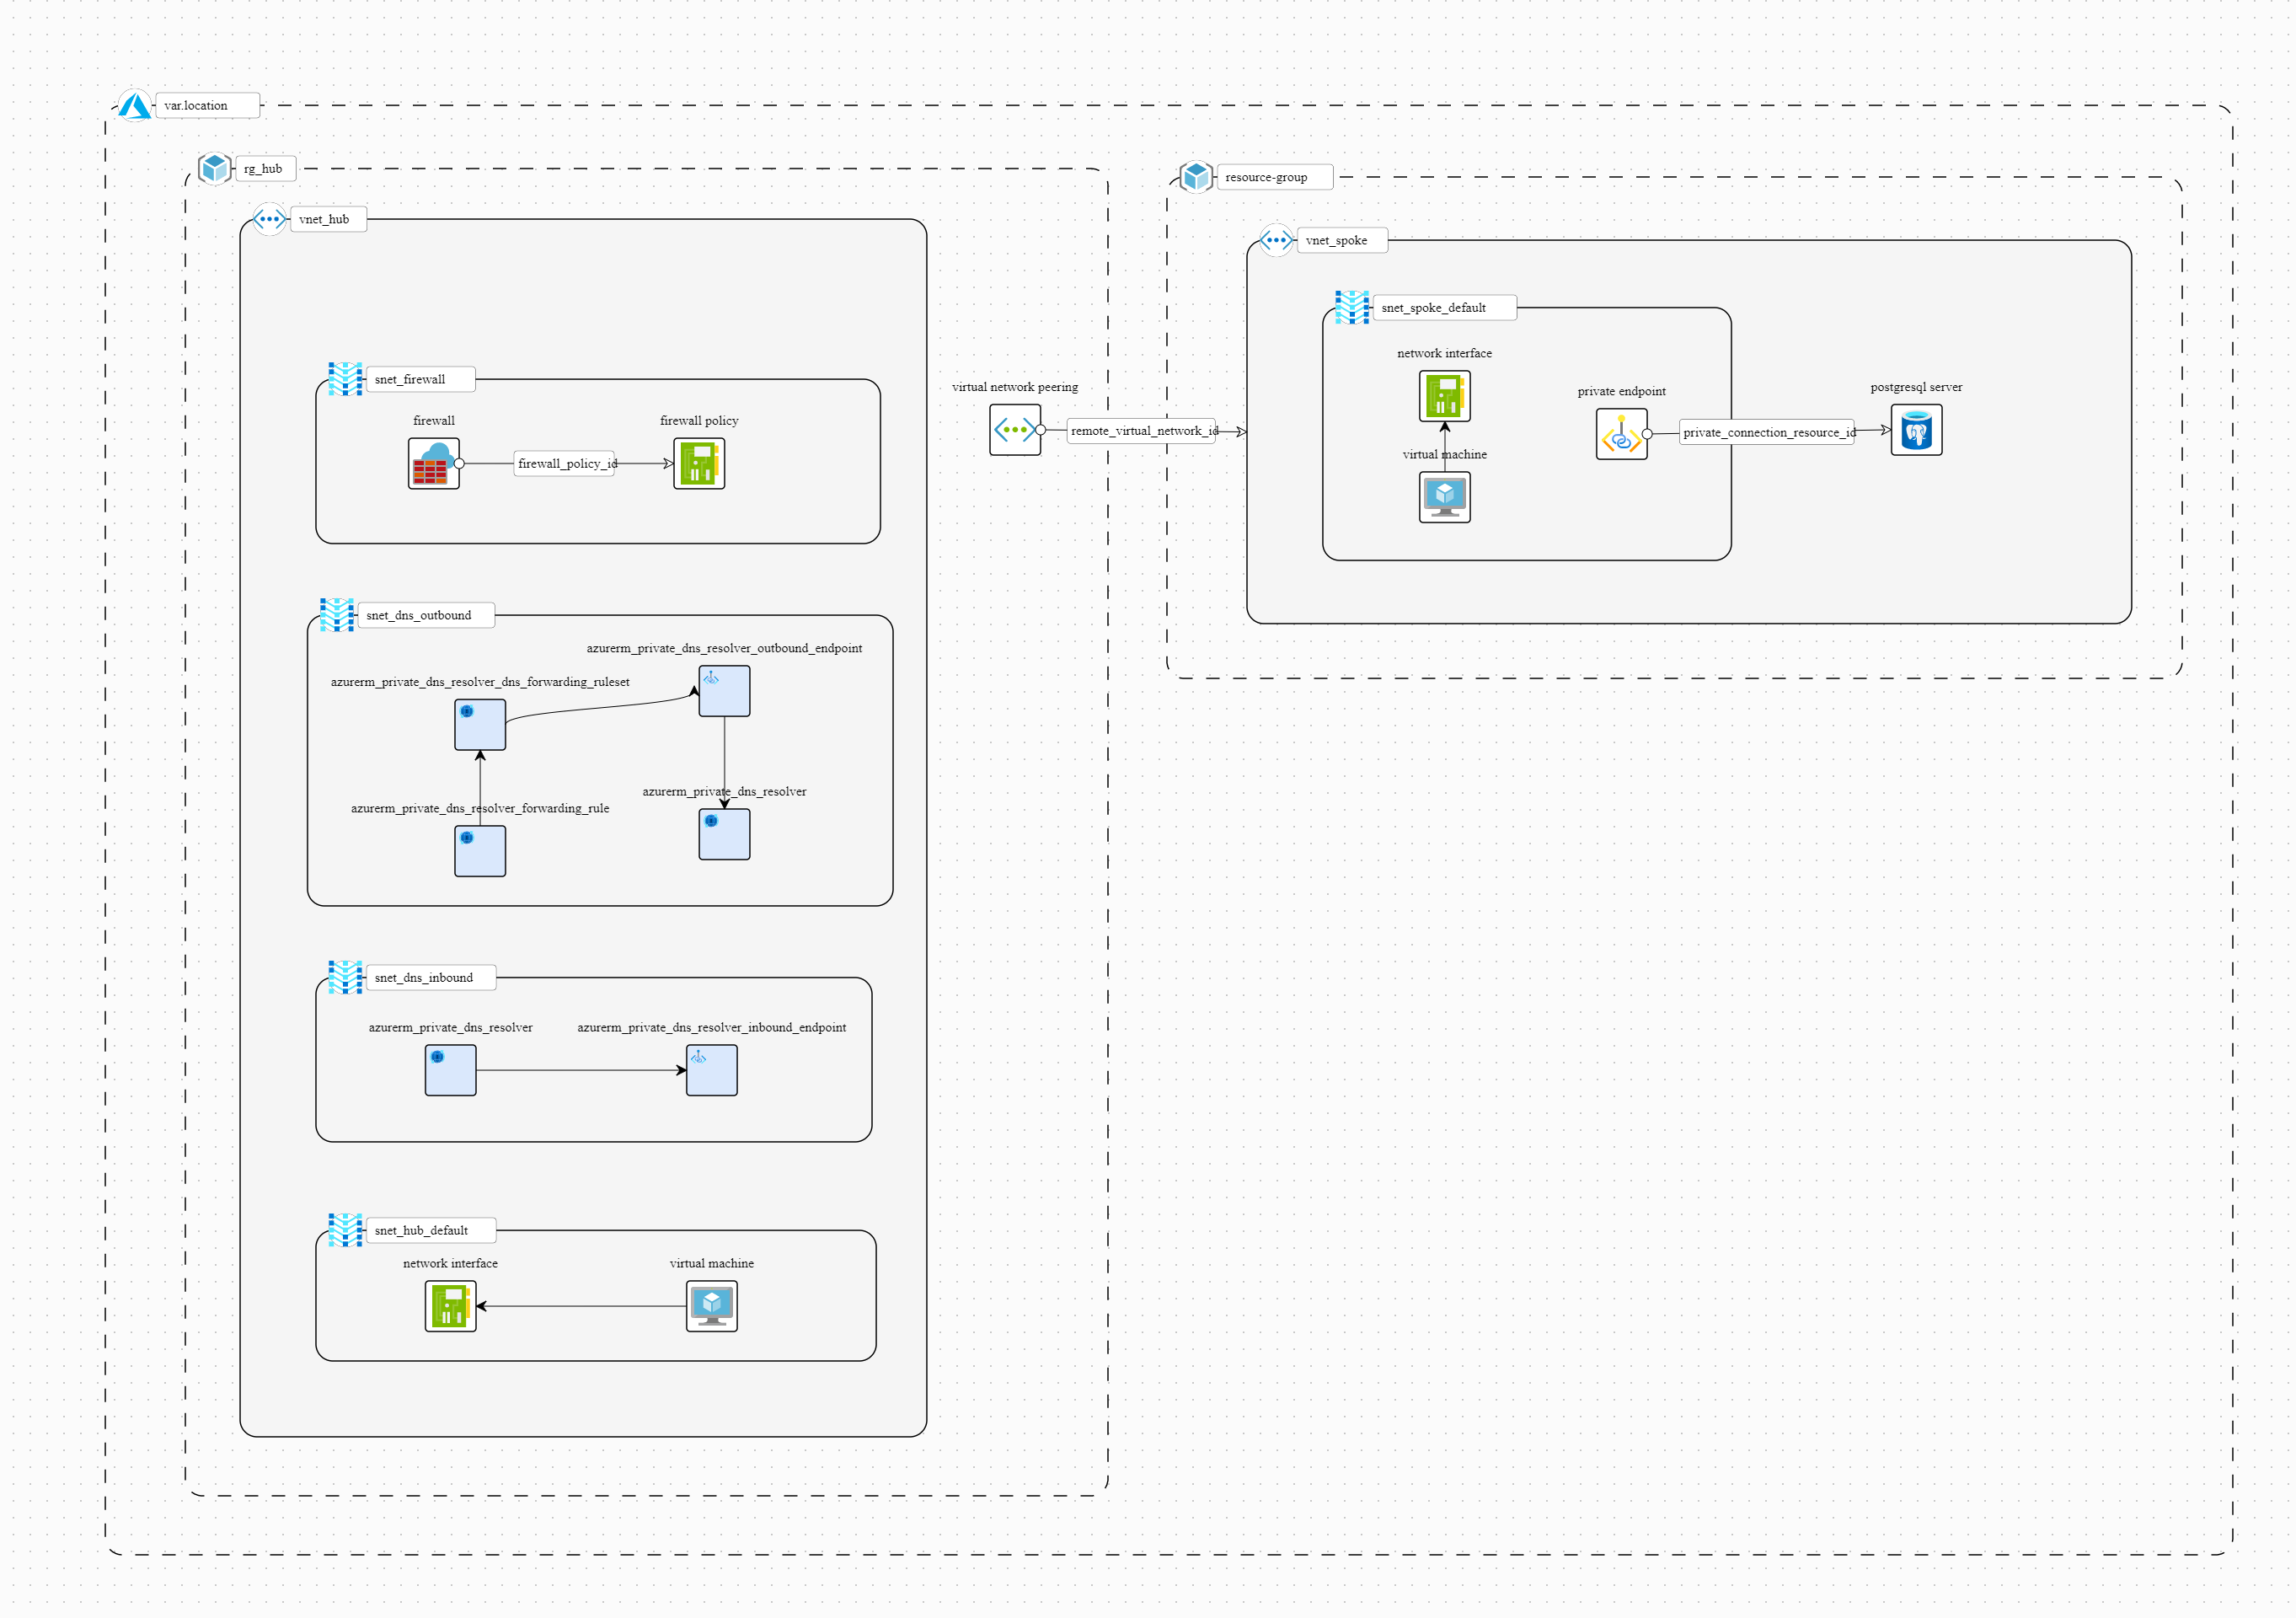 var.location
rg_hub
resource-group
vnet_hub
vnet_spoke
snet_spoke_default
network interface
snet_firewall
virtual network peering
private endpoint
postgresql server
firewall
firewall policy
remote_virtual_network_id
private_connection_resource_id
virtual machine
firewall_policy_id
snet_dns_outbound
azurerm_private_dns_resolver_outbound_endpoint
azurerm_private_dns_resolver_dns_forwarding_ruleset
azurerm_private_dns_resolver
azurerm_private_dns_resolver_forwarding_rule
snet_dns_inbound
azurerm_private_dns_resolver
azurerm_private_dns_resolver_inbound_endpoint
snet_hub_default
network interface
virtual machine